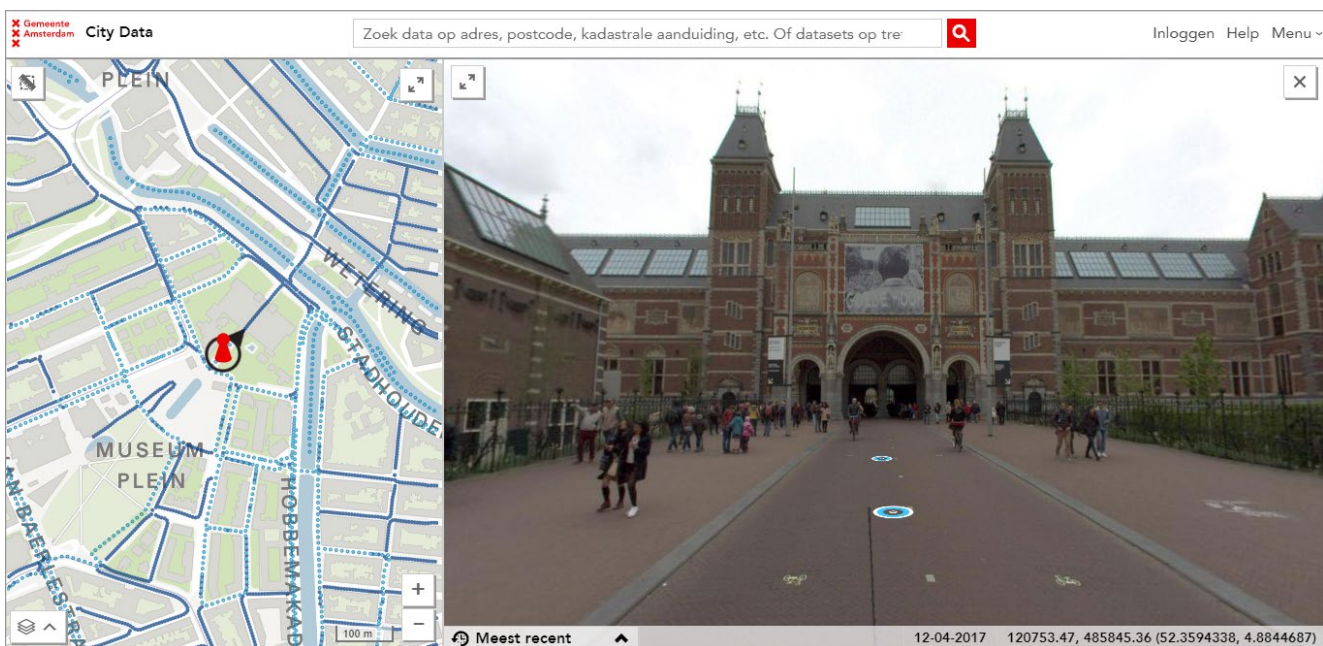 Gemeente
Amsterdam
City Data
Zoek data op adres, postcode, kadastrale aanduiding, etc. Of datasets op tre
Inloggen Help Menu
PLEIN
WETERING
STADHOUDE
MUSEUM
PLEIN
HOBBEMAKAD
AN BAERLESTRA
100 m
+
−
Meest recent
12-04-2017
120753.47, 485845.36 (52.3594338, 4.8844687)